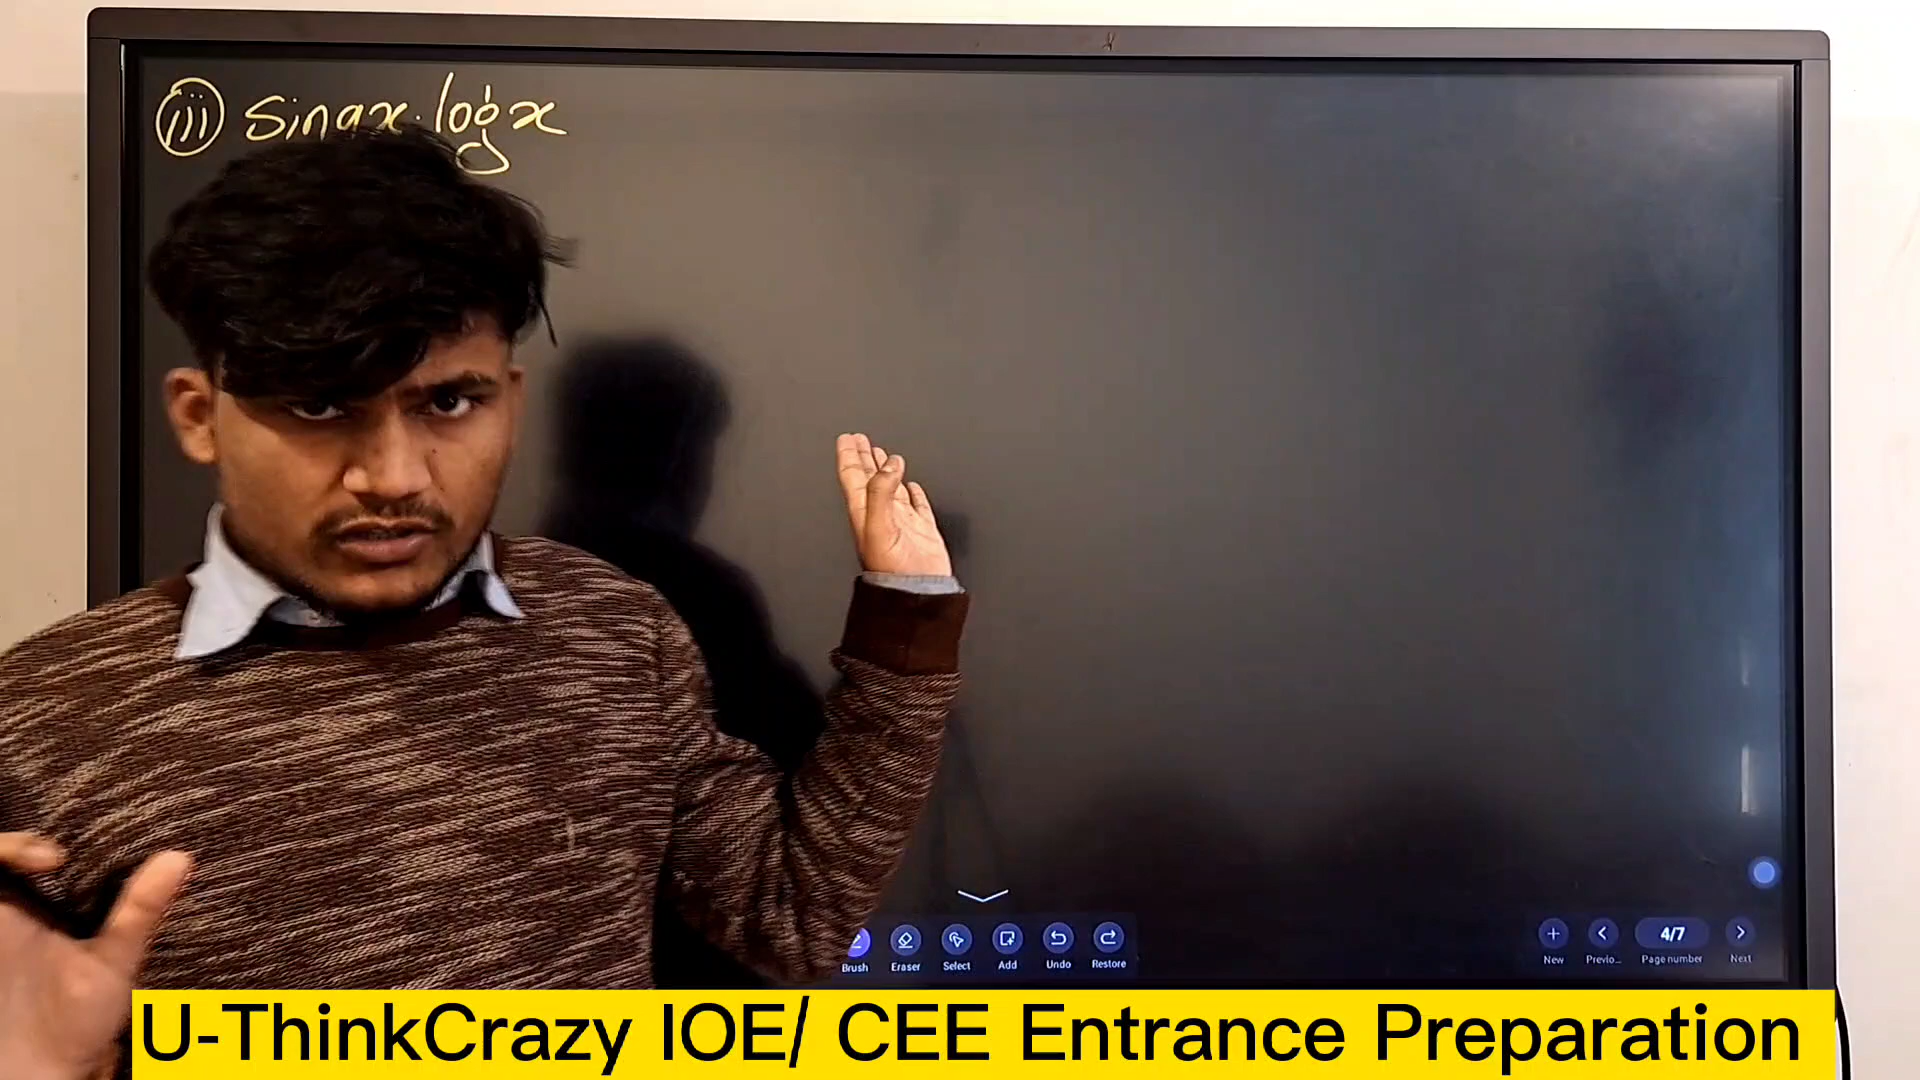 (iii) sinax.logx
Brush Eraser Select Add Undo Restore
New Previo... 4/7 Page number Next
U-ThinkCrazy IOE/ CEE Entrance Preparation